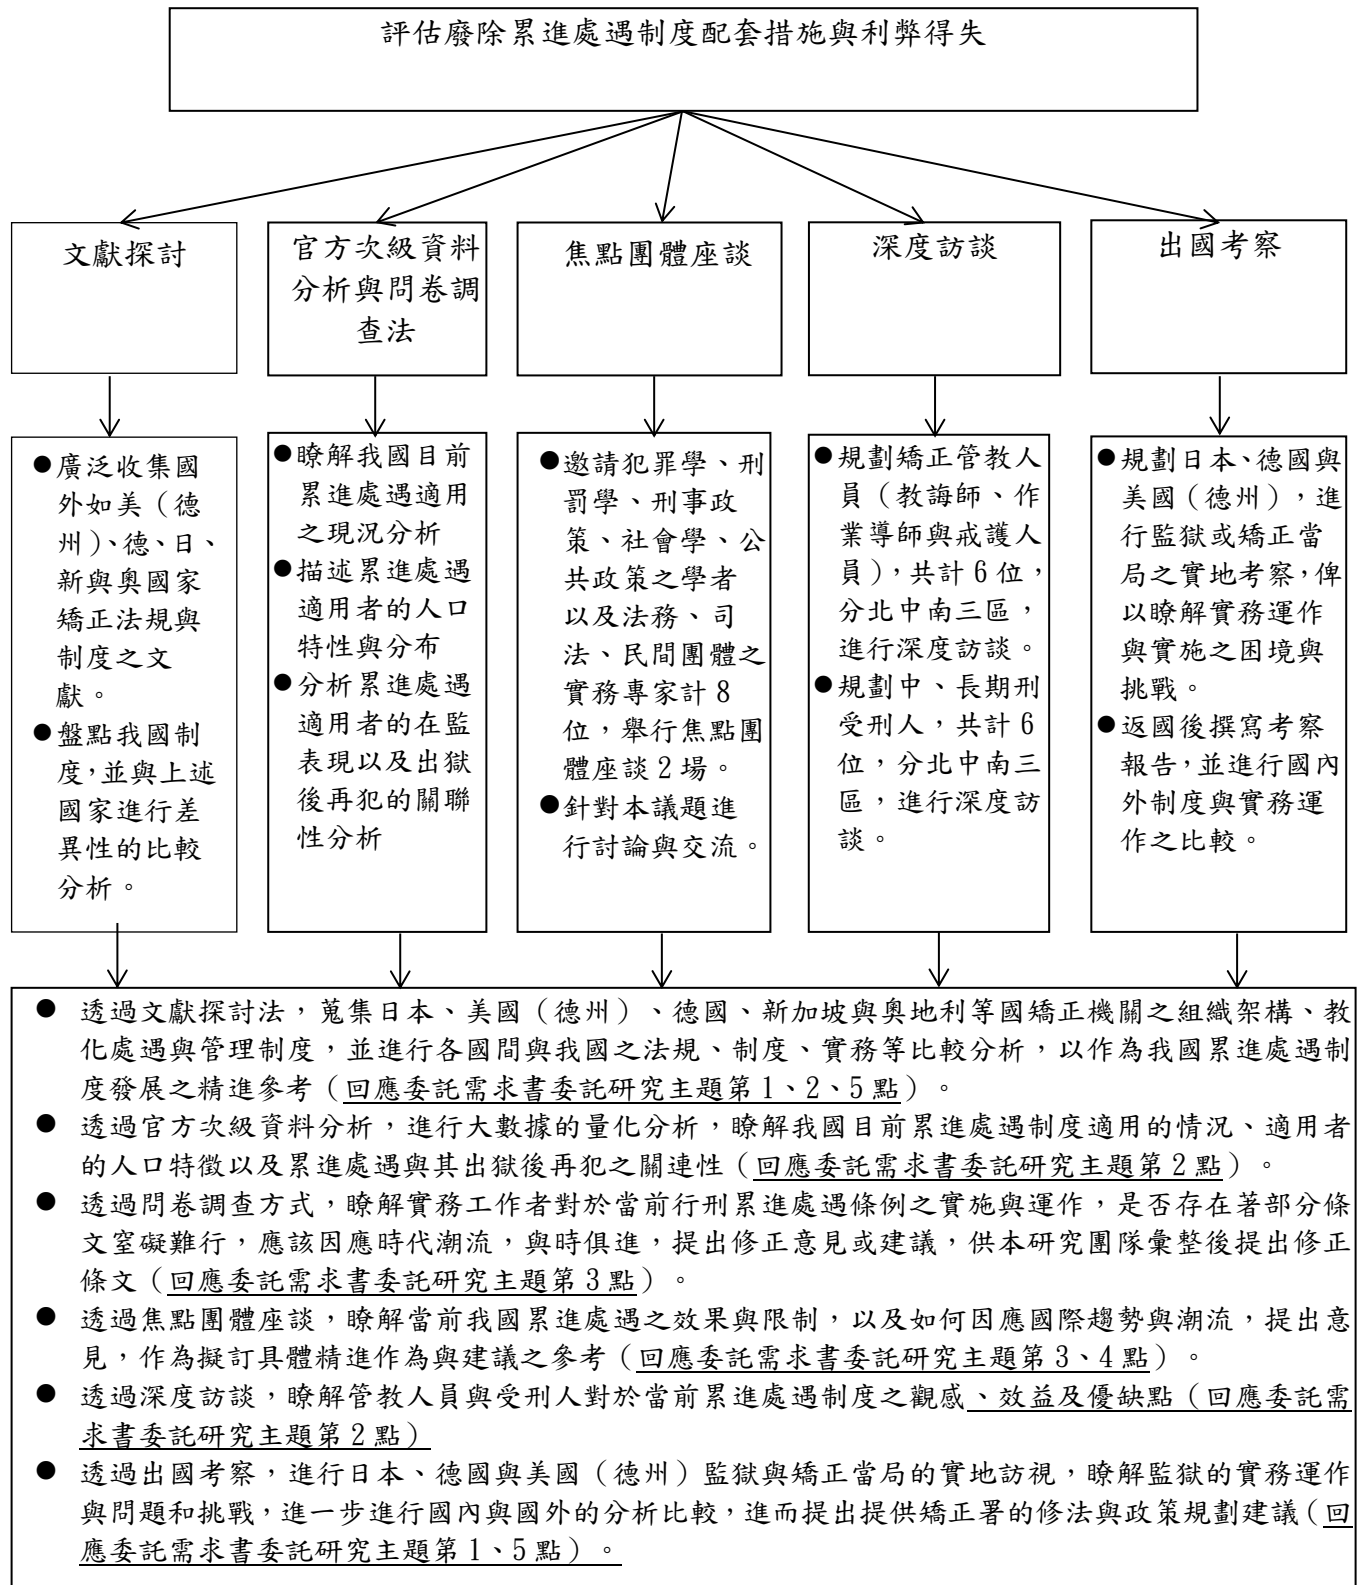 評估廢除累進處遇制度配套措施與利弊得失
文獻探討
官方次級資料
分析與問卷調
查法
焦點團體座談
深度訪談
出國考察
●廣泛收集國
外如美（德
州）、德、日、
新與奧國家
矯正法規與
制度之文
獻。
●盤點我國制
度，並與上述
國家進行差
異性的比較
分析。
●瞭解我國目前
累進處遇適用
之現況分析
●描述累進處遇
適用者的人口
特性與分布
●分析累進處遇
適用者的在監
表現以及出獄
後再犯的關聯
性分析
●邀請犯罪學、刑
罰學、刑事政
策、社會學、公
共政策之學者
以及法務、司
法、民間團體之
實務專家計 8
位，舉行焦點團
體座談 2 場。
●針對本議題進
行討論與交流。
●規劃矯正管教人
員（教誨師、作
業導師與戒護人
員），共計 6 位，
分北中南三區，
進行深度訪談。
●規劃中、長期刑
受刑人，共計 6
位，分北中南三
區，進行深度訪
談。
●規劃日本、德國與
美國（德州），進
行監獄或矯正當
局之實地考察，俾
以瞭解實務運作
與實施之困境與
挑戰。
●返國後撰寫考察
報告，並進行國內
外制度與實務運
作之比較。
● 透過文獻探討法，蒐集日本、美國（德州）、德國、新加坡與奧地利等國矯正機關之組織架構、教
化處遇與管理制度，並進行各國間與我國之法規、制度、實務等比較分析，以作為我國累進處遇制
度發展之精進參考（回應委託需求書委託研究主題第 1、2、5 點）。
● 透過官方次級資料分析，進行大數據的量化分析，瞭解我國目前累進處遇制度適用的情況、適用者
的人口特徵以及累進處遇與其出獄後再犯之關連性（回應委託需求書委託研究主題第 2 點）。
● 透過問卷調查方式，瞭解實務工作者對於當前行刑累進處遇條例之實施與運作，是否存在著部分條
文窒礙難行，應該因應時代潮流，與時俱進，提出修正意見或建議，供本研究團隊彙整後提出修正
條文（回應委託需求書委託研究主題第 3 點）。
● 透過焦點團體座談，瞭解當前我國累進處遇之效果與限制，以及如何因應國際趨勢與潮流，提出意
見，作為擬訂具體精進作為與建議之參考（回應委託需求書委託研究主題第 3、4 點）。
● 透過深度訪談，瞭解管教人員與受刑人對於當前累進處遇制度之觀感、效益及優缺點（回應委託需
求書委託研究主題第 2 點）
● 透過出國考察，進行日本、德國與美國（德州）監獄與矯正當局的實地訪視，瞭解監獄的實務運作
與問題和挑戰，進一步進行國內與國外的分析比較，進而提出提供矯正署的修法與政策規劃建議（回
應委託需求書委託研究主題第 1、5 點）。